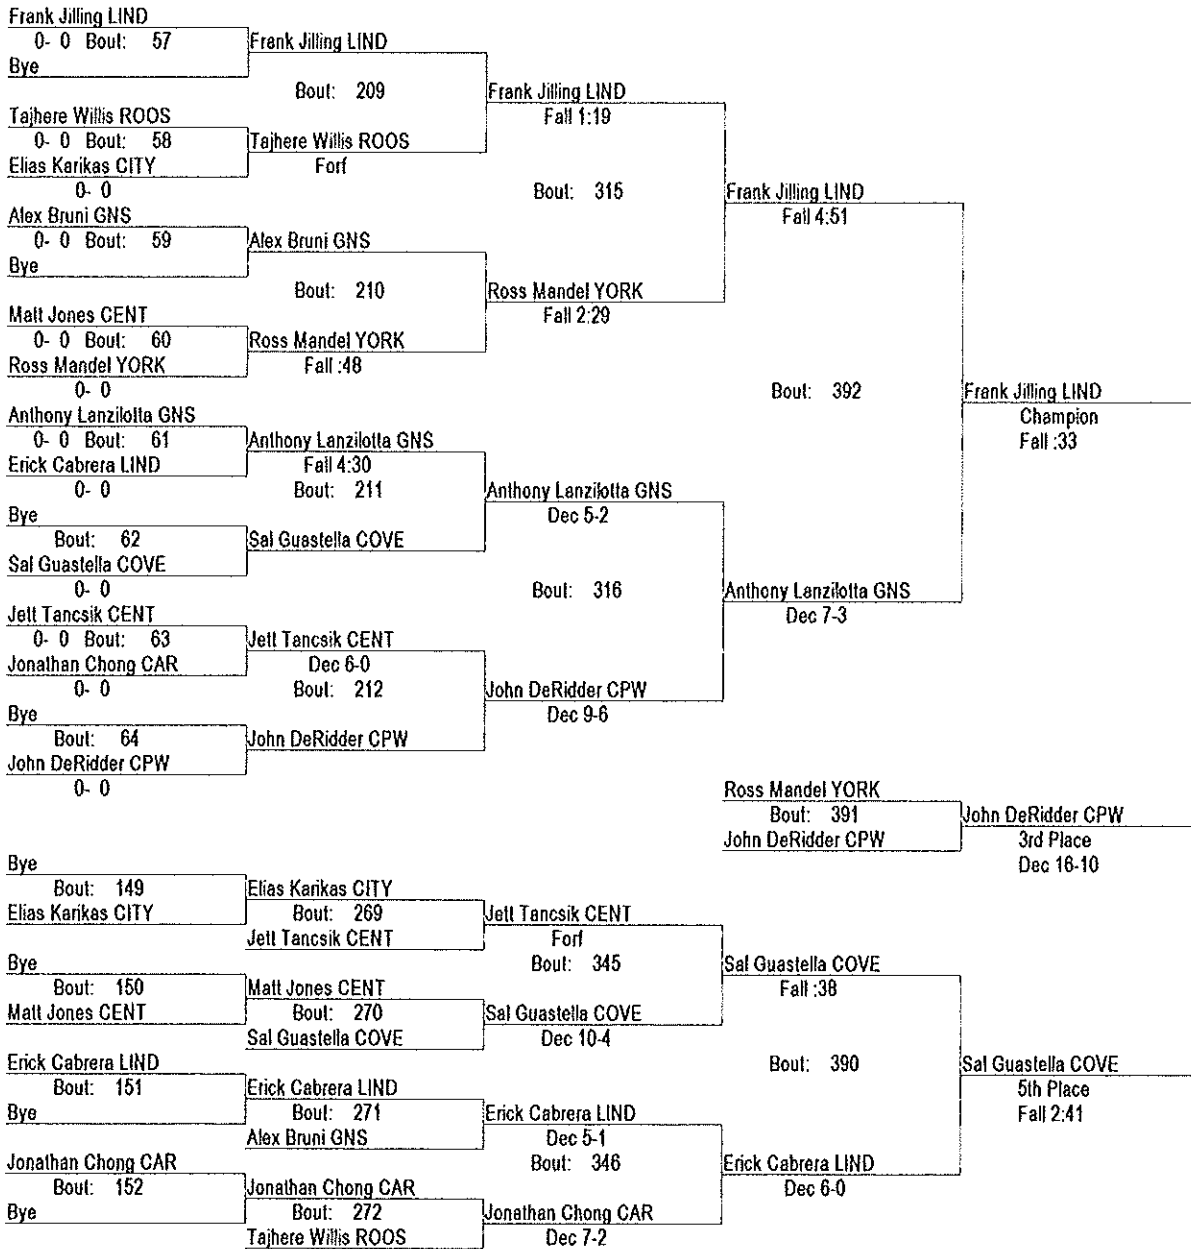 Frank Jilling LIND
0- 0 Bout: 57
Bye
Frank Jilling LIND
Bout: 209
Tajhere Willis ROOS
0- 0 Bout: 58
Elias Karikas CITY
0- 0
Tajhere Willis ROOS
Forf
Frank Jilling LIND
Fall 1:19
Bout: 315
Alex Bruni GNS
0- 0 Bout: 59
Bye
Alex Bruni GNS
Bout: 210
Matt Jones CENT
0- 0 Bout: 60
Ross Mandel YORK
0- 0
Ross Mandel YORK
Fall :48
Ross Mandel YORK
Fall 2:29
Frank Jilling LIND
Fall 4:51
Bout: 392
Frank Jilling LIND
Champion
Fall :33
Anthony Lanzilotta GNS
0- 0 Bout: 61
Erick Cabrera LIND
0- 0
Anthony Lanzilotta GNS
Fall 4:30
Bout: 211
Bye
Bout: 62
Sal Guastella COVE
0- 0
Sal Guastella COVE
Anthony Lanzilotta GNS
Dec 5-2
Bout: 316
Jett Tancsik CENT
0- 0 Bout: 63
Jonathan Chong CAR
0- 0
Jett Tancsik CENT
Dec 6-0
Bout: 212
Bye
Bout: 64
John DeRidder CPW
0- 0
John DeRidder CPW
John DeRidder CPW
Dec 9-6
Anthony Lanzilotta GNS
Dec 7-3
Ross Mandel YORK
Bout: 391
John DeRidder CPW
John DeRidder CPW
3rd Place
Dec 16-10
Bye
Bout: 149
Elias Karikas CITY
Elias Karikas CITY
Bout: 269
Jett Tancsik CENT
Jett Tancsik CENT
Forf
Bout: 345
Bye
Bout: 150
Matt Jones CENT
Matt Jones CENT
Bout: 270
Sal Guastella COVE
Sal Guastella COVE
Dec 10-4
Sal Guastella COVE
Fall :38
Bout: 390
Sal Guastella COVE
5th Place
Fall 2:41
Erick Cabrera LIND
Bout: 151
Bye
Erick Cabrera LIND
Bout: 271
Alex Bruni GNS
Erick Cabrera LIND
Dec 5-1
Bout: 346
Jonathan Chong CAR
Bout: 152
Bye
Jonathan Chong CAR
Bout: 272
Tajhere Willis ROOS
Jonathan Chong CAR
Dec 7-2
Erick Cabrera LIND
Dec 6-0